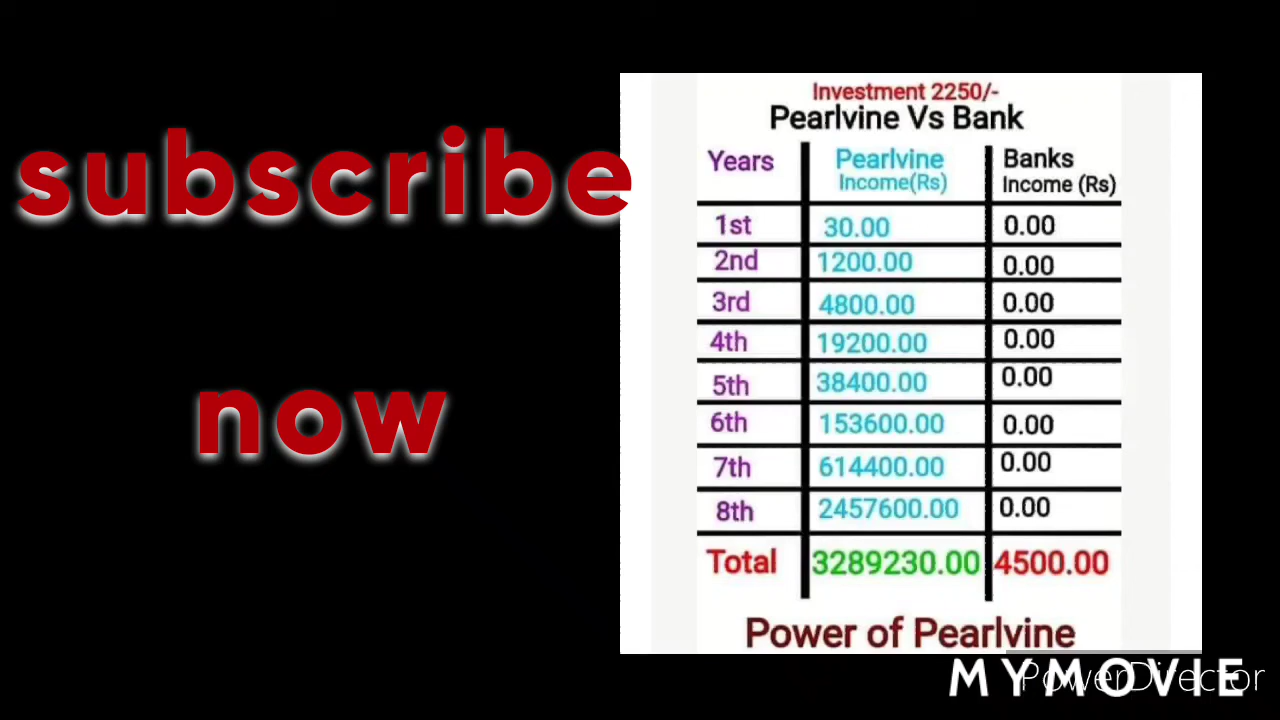 subscribe
now
Investment 2250/-
Pearlvine Vs Bank
Years Pearlvine Income(Rs) Banks Income (Rs)
1st 30.00 0.00
2nd 1200.00 0.00
3rd 4800.00 0.00
4th 19200.00 0.00
5th 38400.00 0.00
6th 153600.00 0.00
7th 614400.00 0.00
8th 2457600.00 0.00
Total 3289230.00 4500.00
Power of Pearlvine
MYMOVIE
PowerDirector